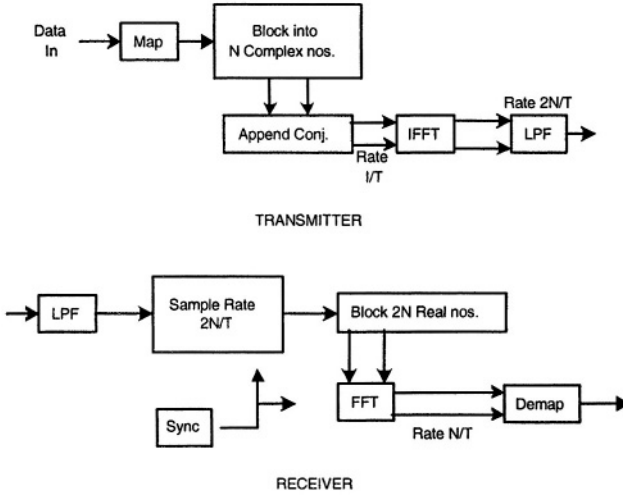 Data
In
Map
Block into
N Complex nos.
Append Conj.
Rate
I/T
IFFT
Rate 2N/T
LPF
TRANSMITTER
LPF
Sample Rate
2N/T
Block 2N Real nos.
Sync
FFT
Rate N/T
Demap
RECEIVER